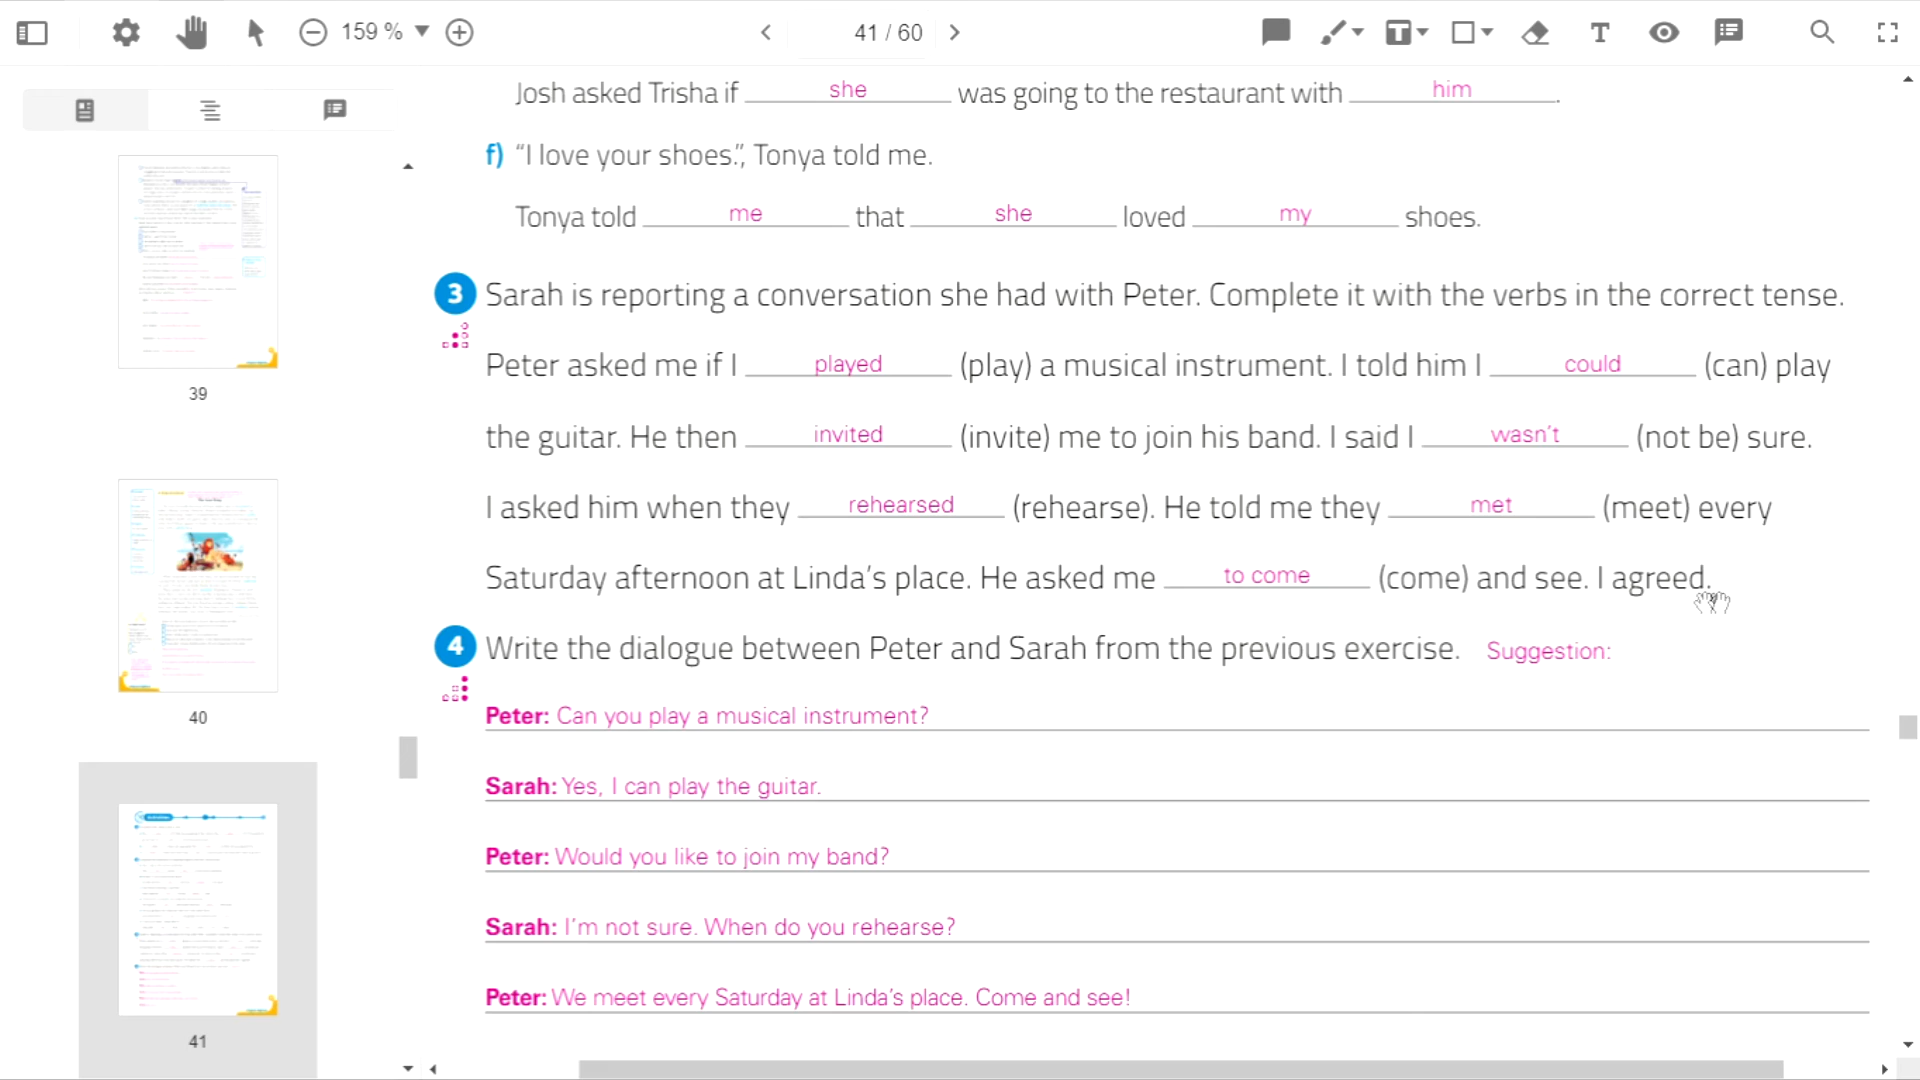 159 %
41 / 60
Josh asked Trisha if she was going to the restaurant with him.
f) “I love your shoes.”, Tonya told me.
Tonya told me that she loved my shoes.
3 Sarah is reporting a conversation she had with Peter. Complete it with the verbs in the correct tense.
Peter asked me if I played (play) a musical instrument. I told him I could (can) play
the guitar. He then invited (invite) me to join his band. I said I wasn’t (not be) sure.
I asked him when they rehearsed (rehearse). He told me they met (meet) every
Saturday afternoon at Linda’s place. He asked me to come (come) and see. I agreed.
4 Write the dialogue between Peter and Sarah from the previous exercise. Suggestion:
Peter: Can you play a musical instrument?
Sarah: Yes, I can play the guitar.
Peter: Would you like to join my band?
Sarah: I’m not sure. When do you rehearse?
Peter: We meet every Saturday at Linda’s place. Come and see!
39
40
41